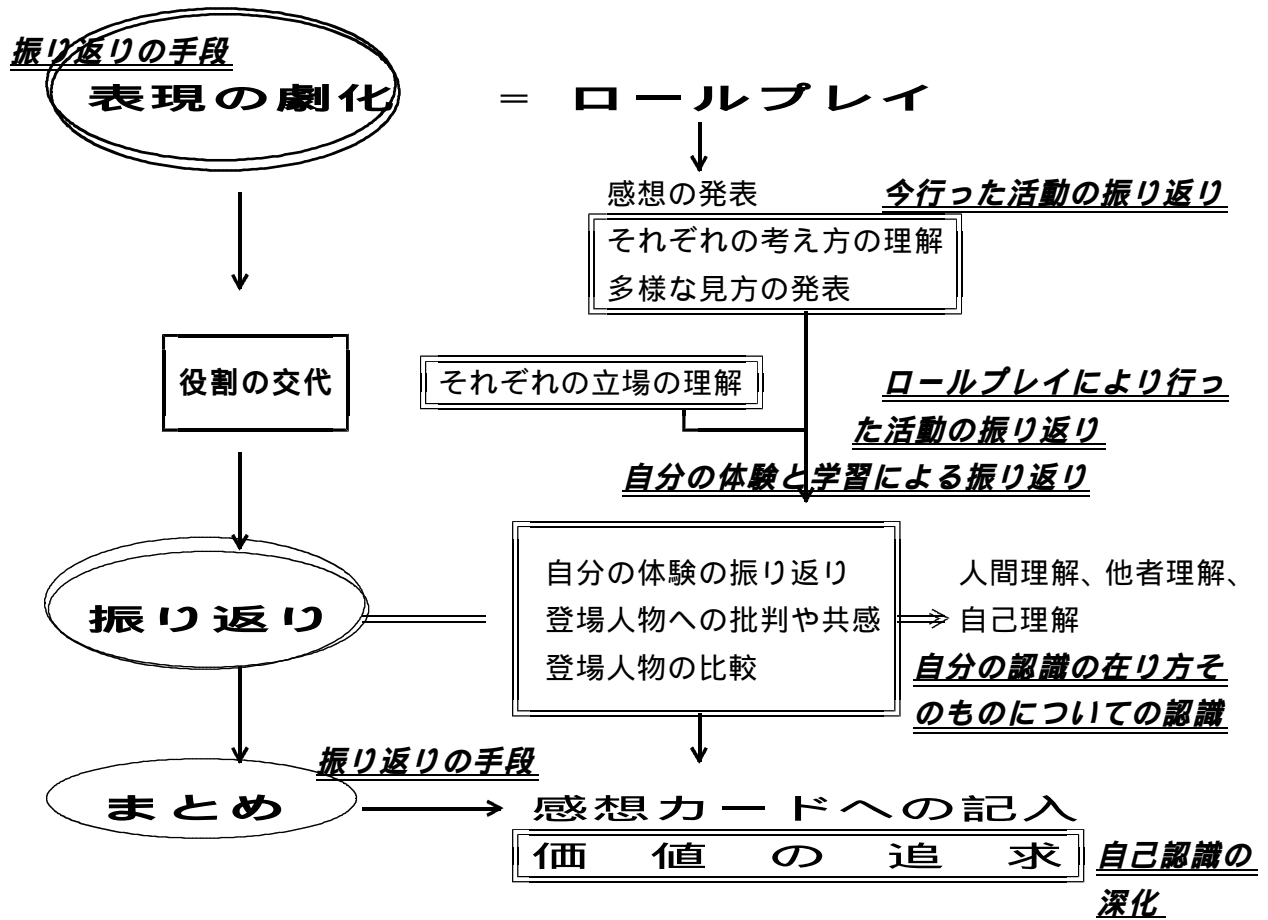 振り返りの手段
表現の劇化 ＝ ロールプレイ
感想の発表 今行った活動の振り返り
それぞれの考え方の理解
多様な見方の発表
役割の交代 それぞれの立場の理解 ロールプレイにより行っ
た活動の振り返り
自分の体験と学習による振り返り
自分の体験の振り返り 人間理解、他者理解、
振り返り 登場人物への批判や共感 自己理解
登場人物の比較 自分の認識の在り方そ
のものについての認識
振り返りの手段
まとめ 感想カードへの記入
価値の追求 自己認識の
深化